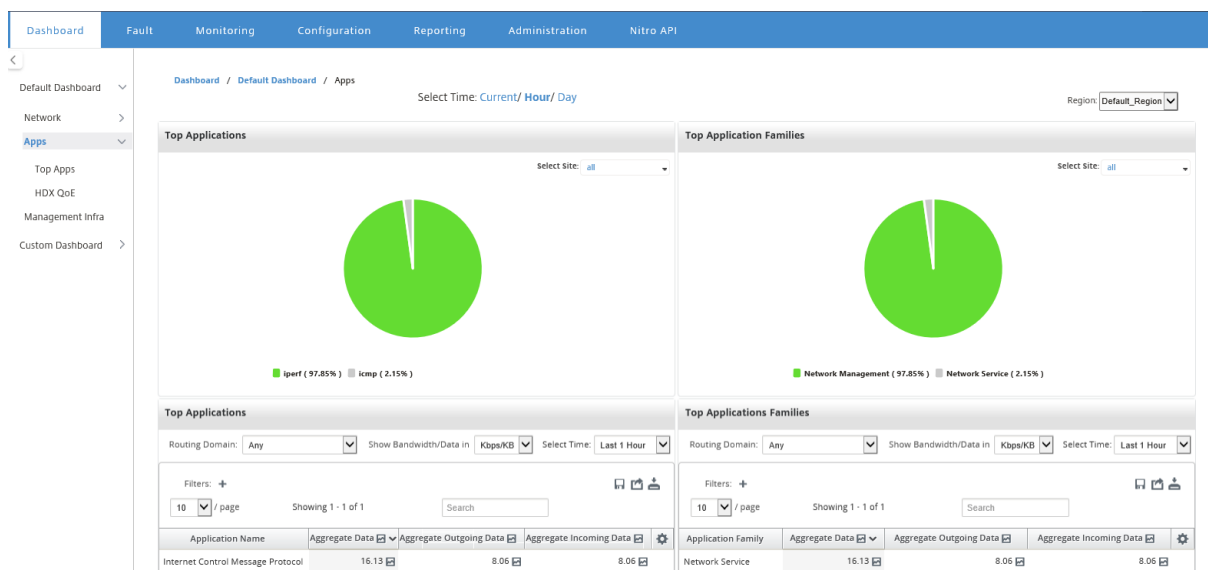 Dashboard Fault Monitoring Configuration Reporting Administration Nitro API
Default Dashboard
Network
Apps
Top Apps
HDX QoE
Management Infra
Custom Dashboard
Dashboard / Default Dashboard / Apps
Select Time: Current/ Hour/ Day
Region: Default_Region
Top Applications
Select Site: all
iperf ( 97.85% ) icmp ( 2.15% )
Top Application Families
Select Site: all
Network Management ( 97.85% ) Network Service ( 2.15% )
Top Applications
Routing Domain: Any Show Bandwidth/Data in Kbps/KB Select Time: Last 1 Hour
Filters: +
10 / page Showing 1 - 1 of 1 Search
Application Name Aggregate Data Aggregate Outgoing Data Aggregate Incoming Data
Internet Control Message Protocol 16.13 8.06 8.06
Top Applications Families
Routing Domain: Any Show Bandwidth/Data in Kbps/KB Select Time: Last 1 Hour
Filters: +
10 / page Showing 1 - 1 of 1 Search
Application Family Aggregate Data Aggregate Outgoing Data Aggregate Incoming Data
Network Service 16.13 8.06 8.06